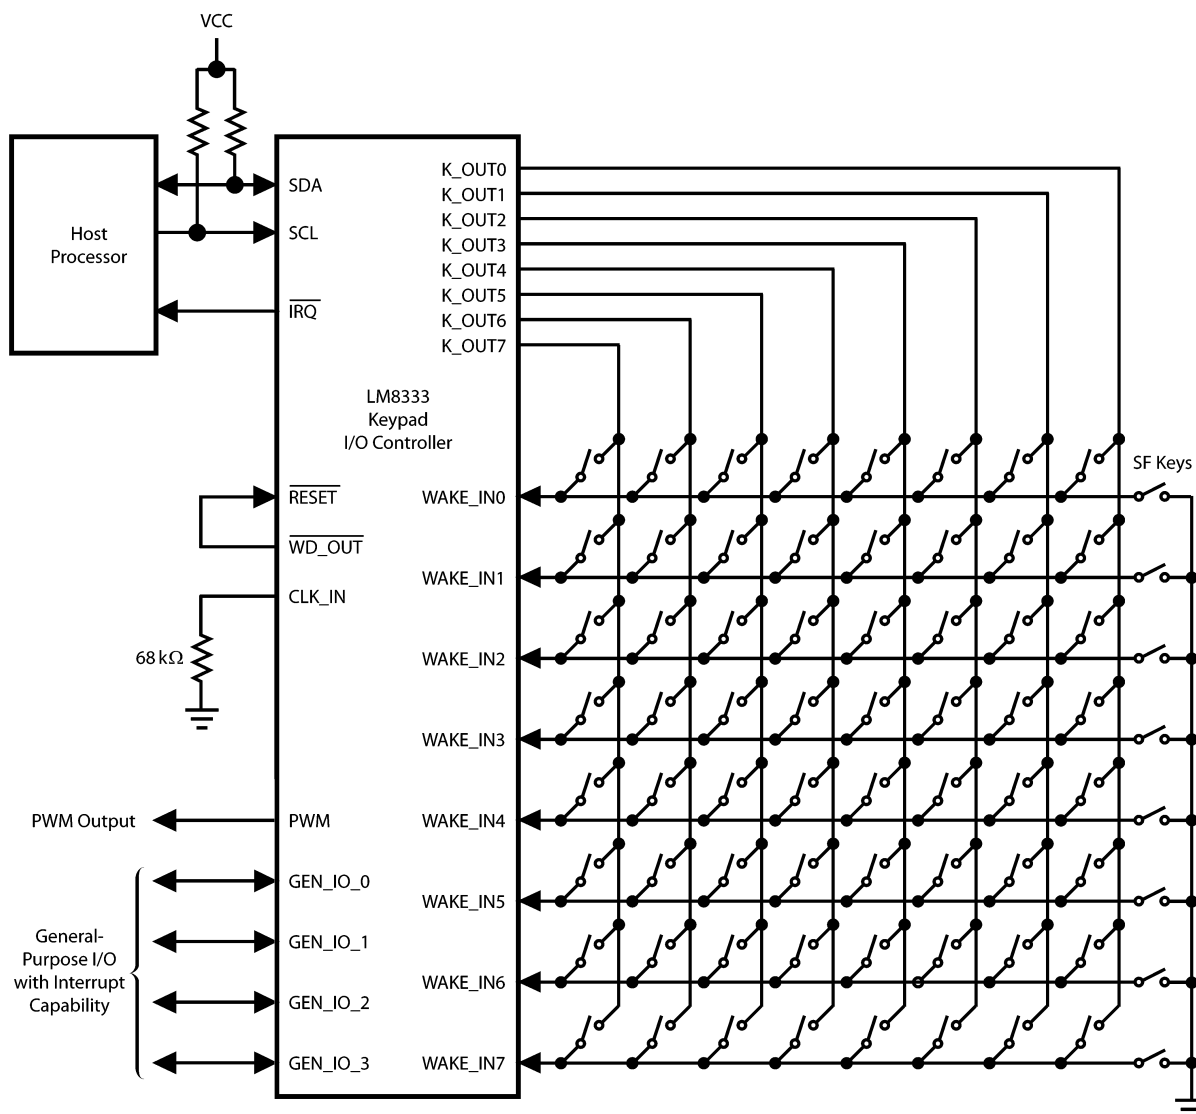 VCC
Host
Processor
SDA
SCL
IRQ
K_OUT0
K_OUT1
K_OUT2
K_OUT3
K_OUT4
K_OUT5
K_OUT6
K_OUT7
LM8333
Keypad
I/O Controller
SF Keys
RESET
WD_OUT
CLK_IN
68 kΩ
WAKE_IN0
WAKE_IN1
WAKE_IN2
WAKE_IN3
WAKE_IN4
WAKE_IN5
WAKE_IN6
WAKE_IN7
PWM Output
PWM
General-
Purpose I/O
with Interrupt
Capability
GEN_IO_0
GEN_IO_1
GEN_IO_2
GEN_IO_3